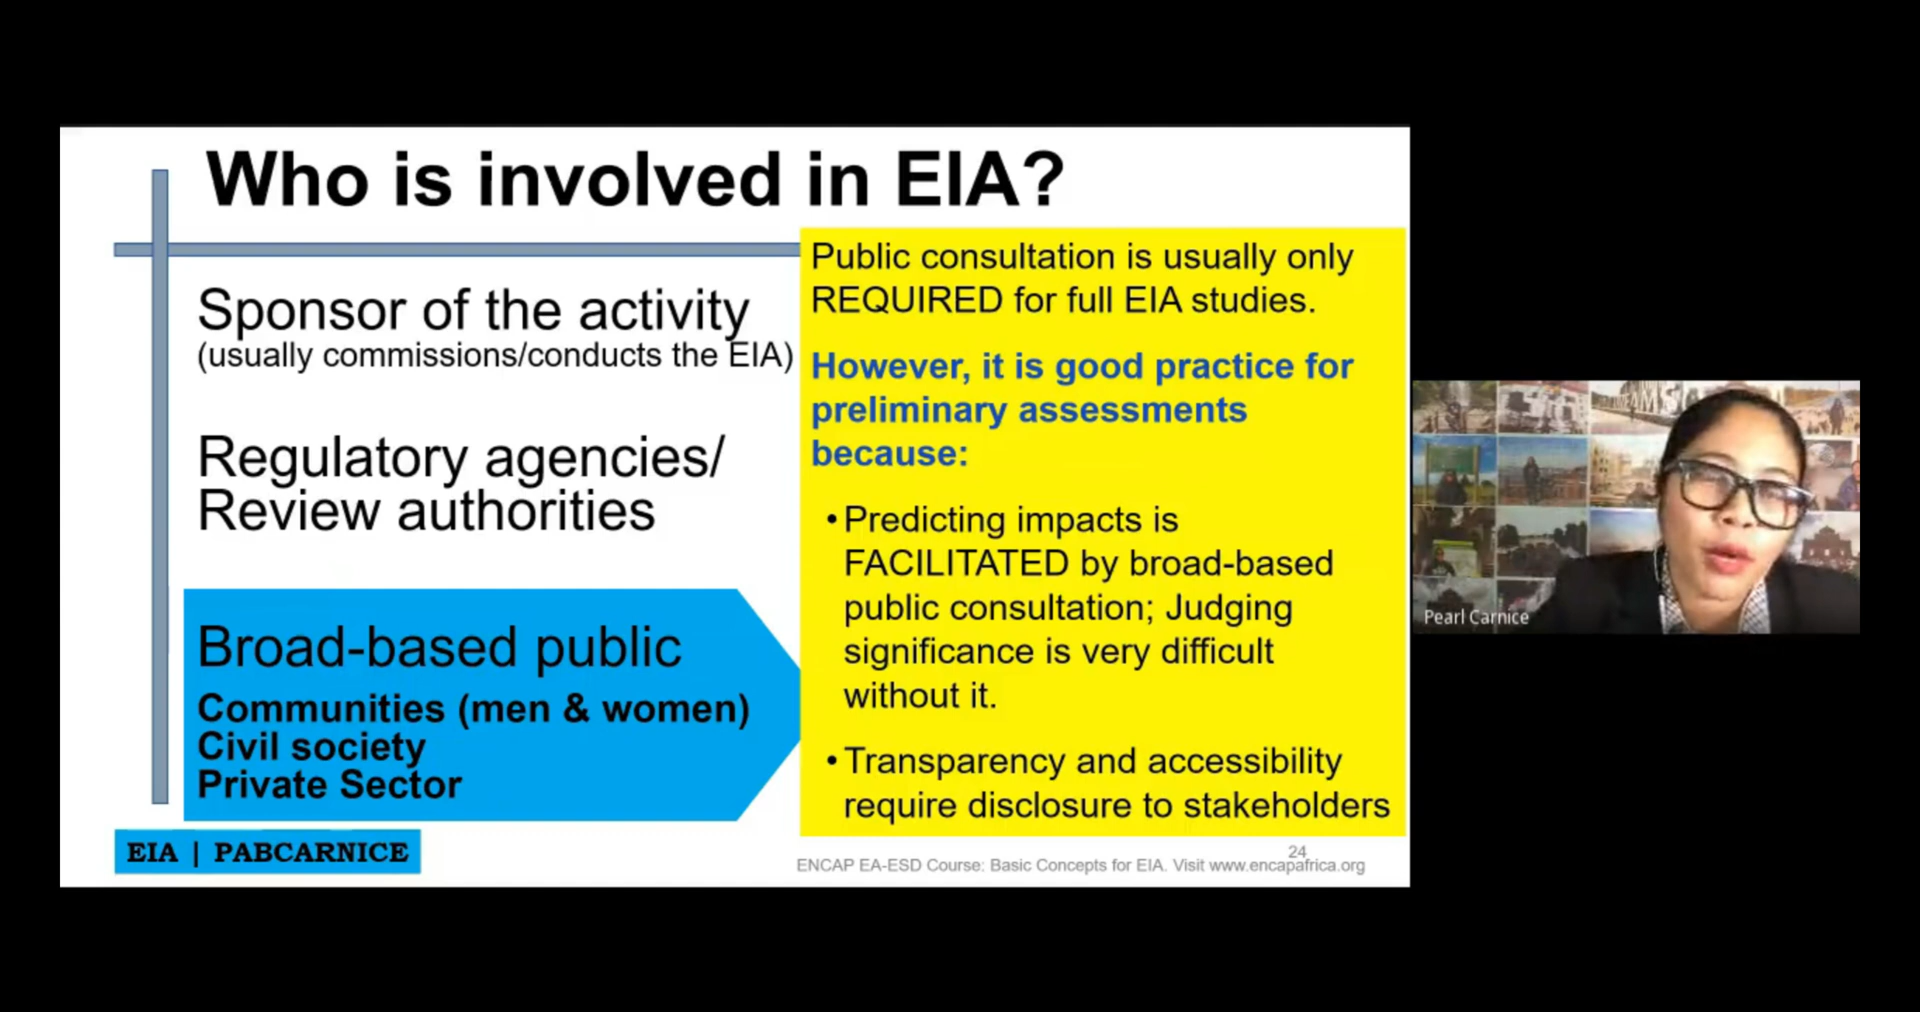 Who is involved in EIA?
Sponsor of the activity
(usually commissions/conducts the EIA)
Regulatory agencies/
Review authorities
Broad-based public
Communities (men & women)
Civil society
Private Sector
EIA | PABCARNICE
Public consultation is usually only
REQUIRED for full EIA studies.
However, it is good practice for
preliminary assessments
because:
• Predicting impacts is
FACILITATED by broad-based
public consultation; Judging
significance is very difficult
without it.
• Transparency and accessibility
require disclosure to stakeholders
24
ENCAP EA-ESD Course: Basic Concepts for EIA. Visit www.encapafrica.org
Pearl Carnice